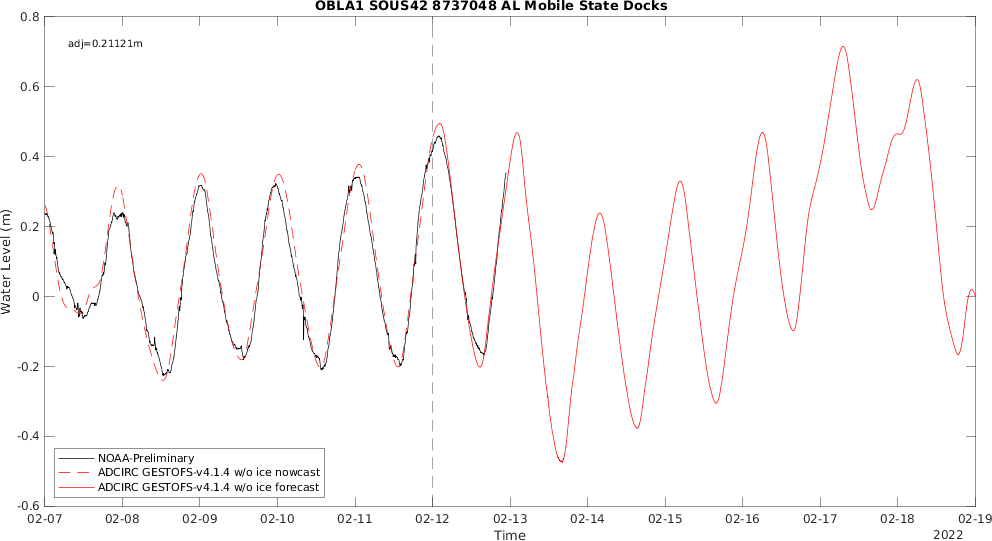 OBLA1 SOUS42 8737048 AL Mobile State Docks
adj=0.21121m
Water Level (m)
0.8
0.6
0.4
0.2
0
-0.2
-0.4
-0.6
NOAA-Preliminary
ADCIRC GESTOFS-v4.1.4 w/o ice nowcast
ADCIRC GESTOFS-v4.1.4 w/o ice forecast
02-07 02-08 02-09 02-10 02-11 02-12 02-13 02-14 02-15 02-16 02-17 02-18 02-19
Time
2022